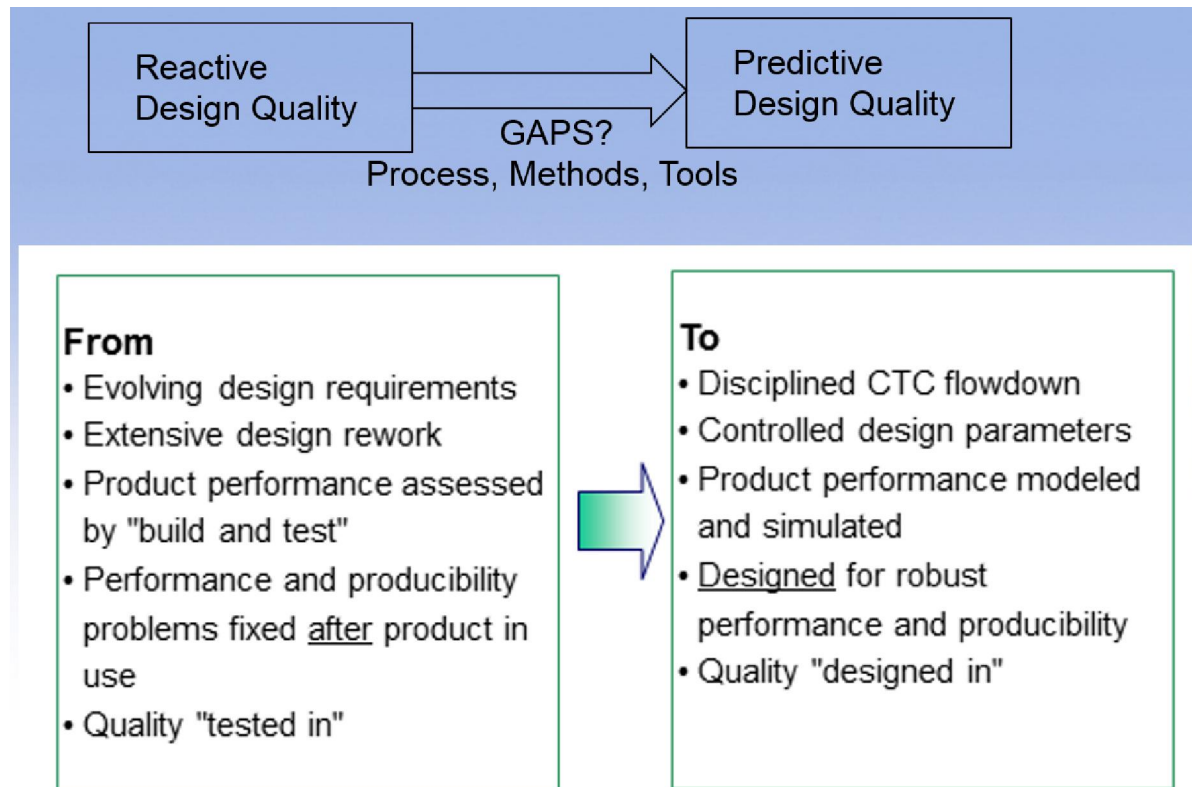 Reactive
Design Quality
Predictive
Design Quality
GAPS?
Process, Methods, Tools
From
• Evolving design requirements
• Extensive design rework
• Product performance assessed
by "build and test"
• Performance and producibility
problems fixed after product in
use
• Quality "tested in"
To
• Disciplined CTC flowdown
• Controlled design parameters
• Product performance modeled
and simulated
• Designed for robust
performance and producibility
• Quality "designed in"